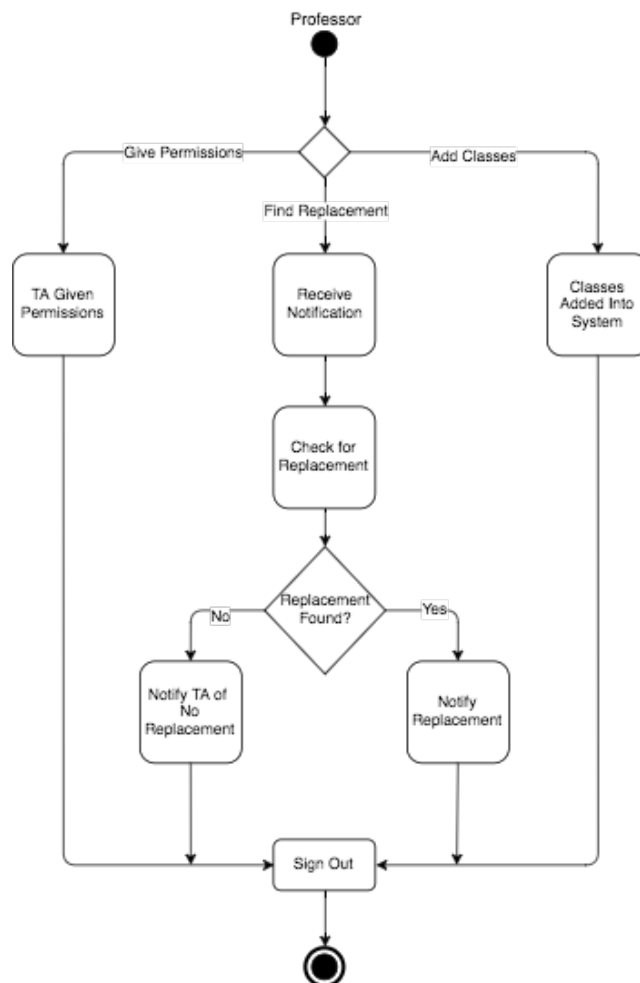 Professor
Give Permissions
Add Classes
Find Replacement
TA Given
Permissions
Receive
Notification
Classes
Added Into
System
Check for
Replacement
Replacement
Found?
No
Yes
Notify TA of
No
Replacement
Notify
Replacement
Sign Out